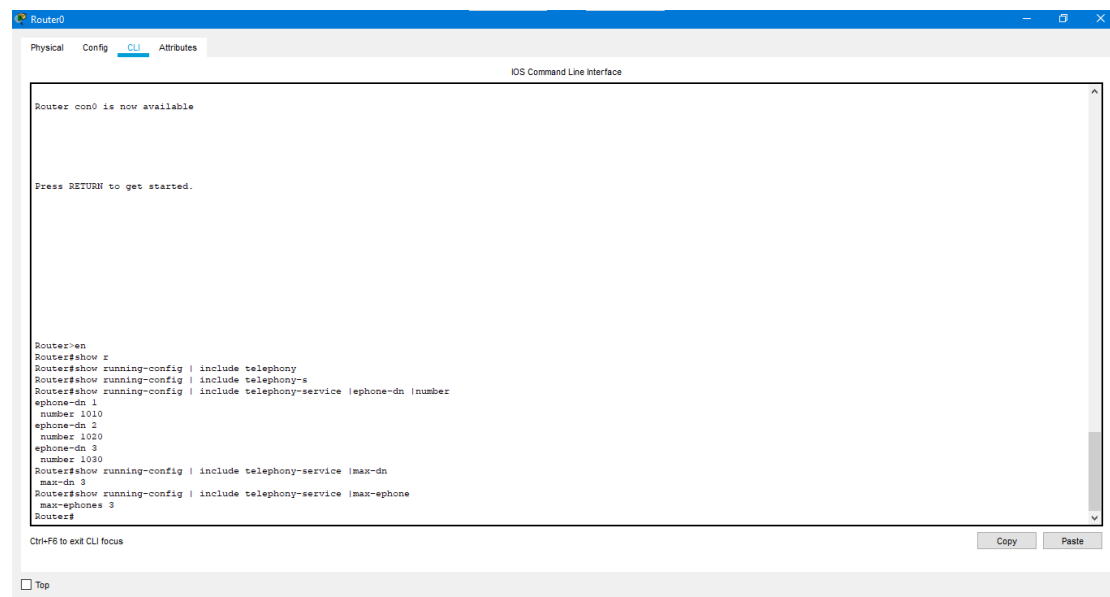 Router0
Physical Config CLI Attributes
IOS Command Line Interface
Router con0 is now available
Press RETURN to get started.
Router>en
Router#show r
Router#show running-config | include telephony
Router#show running-config | include telephony-s
Router#show running-config | include telephony-service |ephone-dn |number
ephone-dn 1
number 1010
ephone-dn 2
number 1020
ephone-dn 3
number 1030
Router#show running-config | include telephony-service |max-dn
max-dn 3
Router#show running-config | include telephony-service |max-ephone
max-ephones 3
Router#
Ctrl+F6 to exit CLI focus
Copy Paste
Top